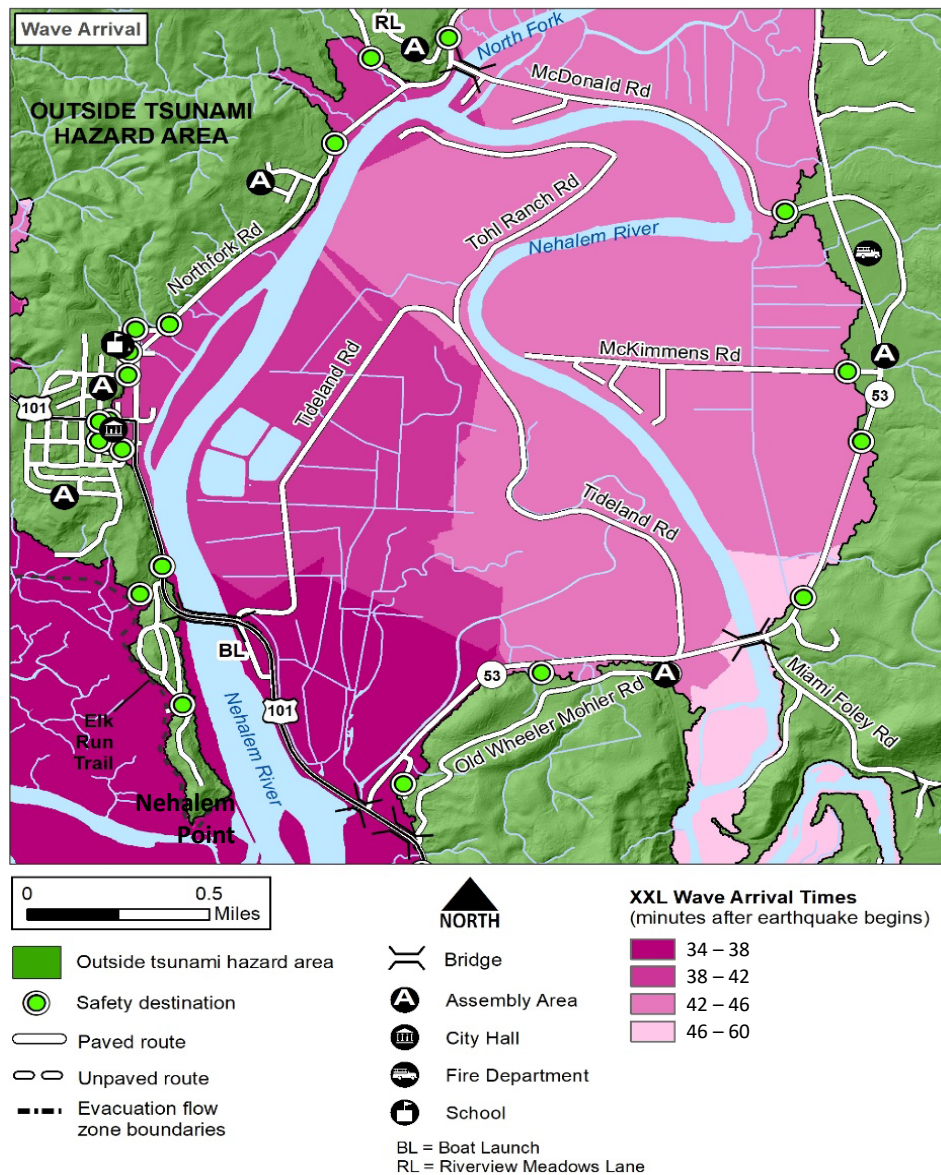 Wave Arrival
RL
A
North Fork
McDonald Rd
OUTSIDE TSUNAMI
HAZARD AREA
A
Tohl Ranch Rd
Nehalem River
Northfork Rd
Tideland Rd
McKimmens Rd
A
A
53
101
A
Tideland Rd
BL
53
101
A
Old Wheeler Mohler Rd
Miami Foley Rd
Elk
Run
Trail
Nehalem River
Nehalem
Point
0 0.5
Miles
Outside tsunami hazard area
Safety destination
Paved route
Unpaved route
Evacuation flow
zone boundaries
NORTH
Bridge
A Assembly Area
City Hall
Fire Department
School
BL = Boat Launch
RL = Riverview Meadows Lane
XXL Wave Arrival Times
(minutes after earthquake begins)
34 – 38
38 – 42
42 – 46
46 – 60